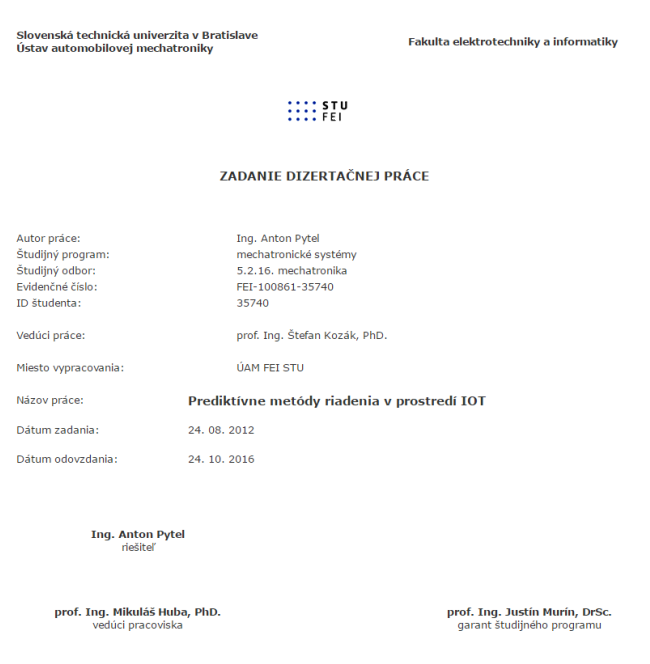 Slovenská technická univerzita v Bratislave
Ústav automobilovej mechatroniky
Fakulta elektrotechniky a informatiky
STU
FEI
ZADANIE DIZERTAČNEJ PRÁCE
Autor práce: Ing. Anton Pytel
Študijný program: mechatronické systémy
Študijný odbor: 5.2.16. mechatronika
Evidenčné číslo: FEI-100861-35740
ID študenta: 35740
Vedúci práce: prof. Ing. Štefan Kozák, PhD.
Miesto vypracovania: ÚAM FEI STU
Názov práce: Prediktívne metódy riadenia v prostredí IOT
Dátum zadania: 24. 08. 2012
Dátum odovzdania: 24. 10. 2016
Ing. Anton Pytel
riešiteľ
prof. Ing. Mikuláš Huba, PhD.
vedúci pracoviska
prof. Ing. Justín Murín, DrSc.
garant študijného programu